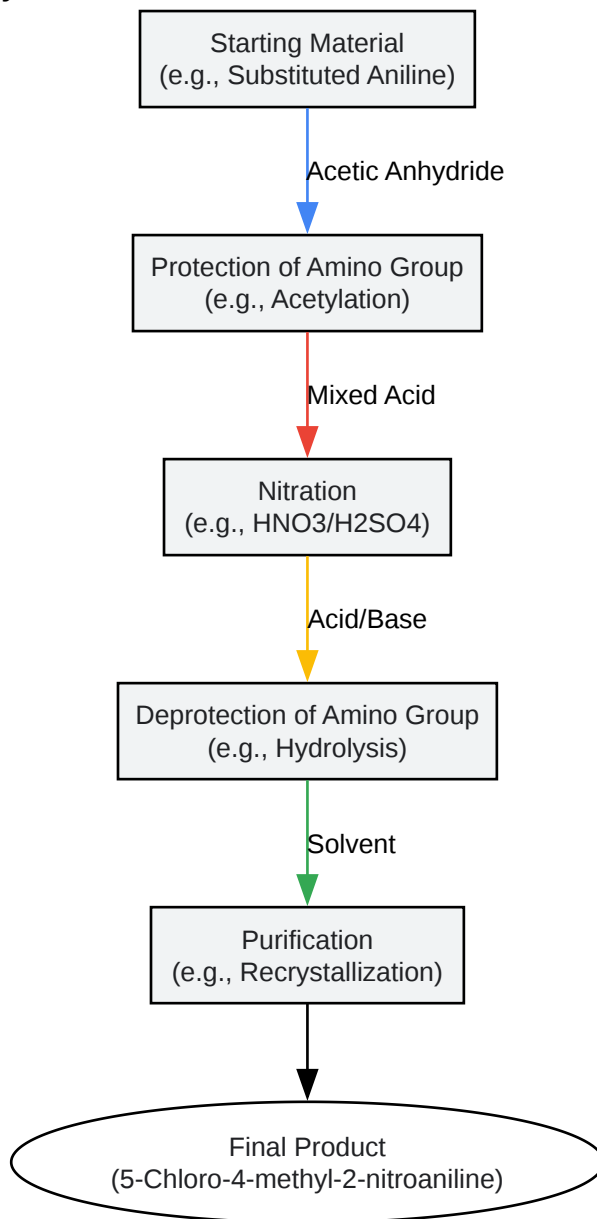 Starting Material
(e.g., Substituted Aniline)
Acetic Anhydride
Protection of Amino Group
(e.g., Acetylation)
Mixed Acid
Nitration
(e.g., HNO3/H2SO4)
Acid/Base
Deprotection of Amino Group
(e.g., Hydrolysis)
Solvent
Purification
(e.g., Recrystallization)
Final Product
(5-Chloro-4-methyl-2-nitroaniline)